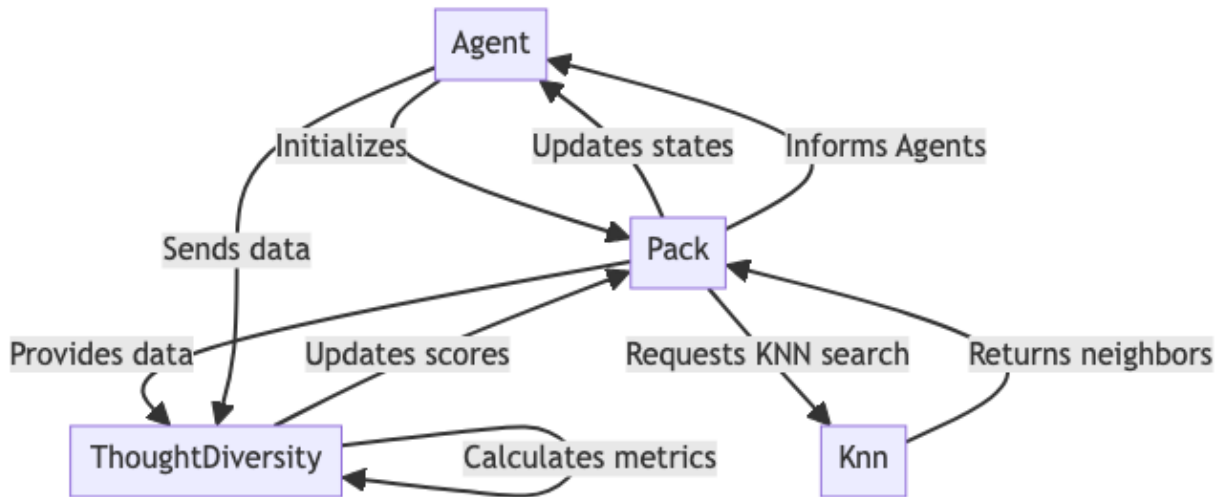 Agent
Initializes
Updates states
Informs Agents
Sends data
Pack
Provides data
Updates scores
Requests KNN search
Returns neighbors
ThoughtDiversity
Calculates metrics
Knn